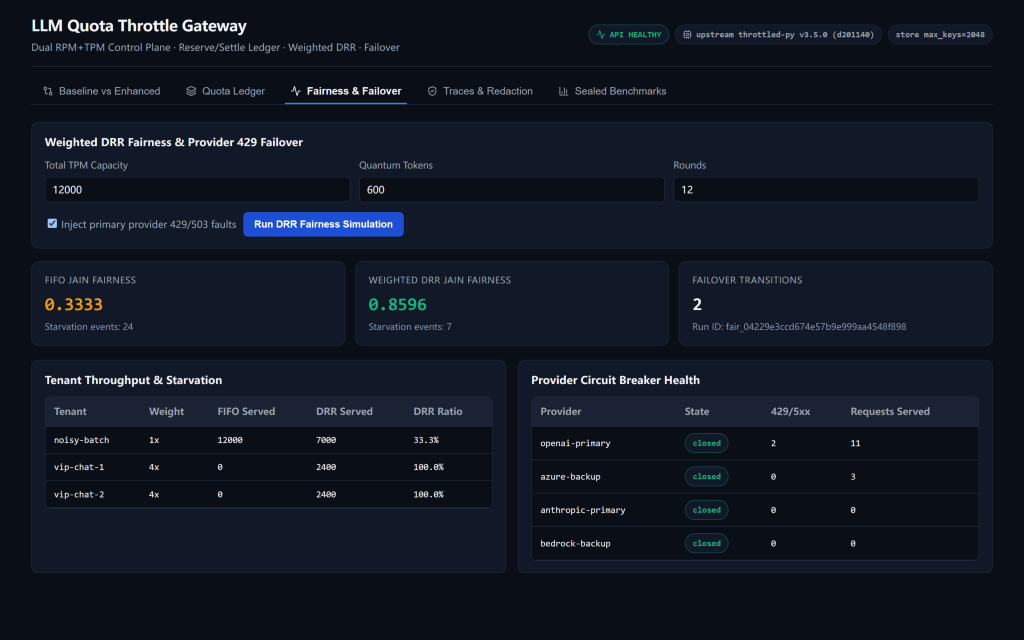 LLM Quota Throttle Gateway
Dual RPM+TPM Control Plane · Reserve/Settle Ledger · Weighted DRR · Failover
API HEALTHY
upstream throttled-py v3.5.0 (d201140)
store max_keys=2048
Baseline vs Enhanced
Quota Ledger
Fairness & Failover
Traces & Redaction
Sealed Benchmarks
Weighted DRR Fairness & Provider 429 Failover
Total TPM Capacity
Quantum Tokens
Rounds
12000
600
12
Inject primary provider 429/503 faults
Run DRR Fairness Simulation
FIFO JAIN FAIRNESS
0.3333
Starvation events: 24
WEIGHTED DRR JAIN FAIRNESS
0.8596
Starvation events: 7
FAILOVER TRANSITIONS
2
Run ID: fair_04229e3ccd674e57b9e999aa4548f898
Tenant Throughput & Starvation
Tenant Weight FIFO Served DRR Served DRR Ratio
noisy-batch 1x 12000 7000 33.3%
vip-chat-1 4x 0 2400 100.0%
vip-chat-2 4x 0 2400 100.0%
Provider Circuit Breaker Health
Provider State 429/5xx Requests Served
openai-primary closed 2 11
azure-backup closed 0 3
anthropic-primary closed 0 0
bedrock-backup closed 0 0